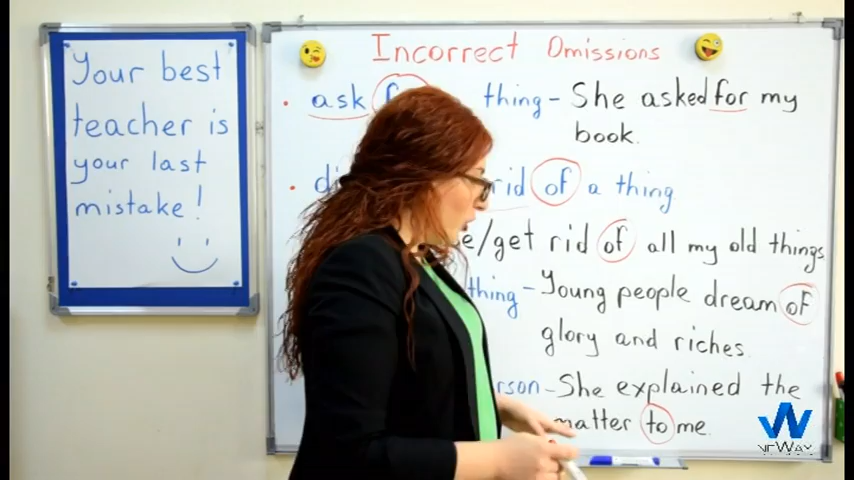 Your best
teacher is
your last
mistake!
Incorrect Omissions
ask thing - She asked for my
book.
rid of a thing
e/get rid of all my old things
thing - Young people dream of
glory and riches.
rson - She explained the
matter to me.
NEWAY